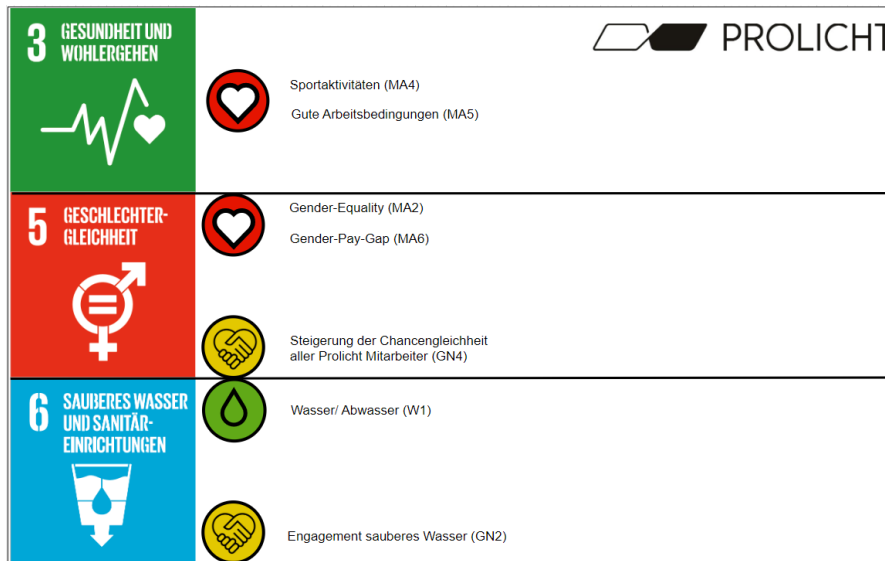 3 GESUNDHEIT UND
WOHLERGEHEN
PROLICHT
Sportaktivitäten (MA4)
Gute Arbeitsbedingungen (MA5)
5 GESCHLECHTER-
GLEICHHEIT
Gender-Equality (MA2)
Gender-Pay-Gap (MA6)
Steigerung der Chancengleichheit
aller Prolicht Mitarbeiter (GN4)
6 SAUBERES WASSER
UND SANITÄR-
EINRICHTUNGEN
Wasser/ Abwasser (W1)
Engagement sauberes Wasser (GN2)